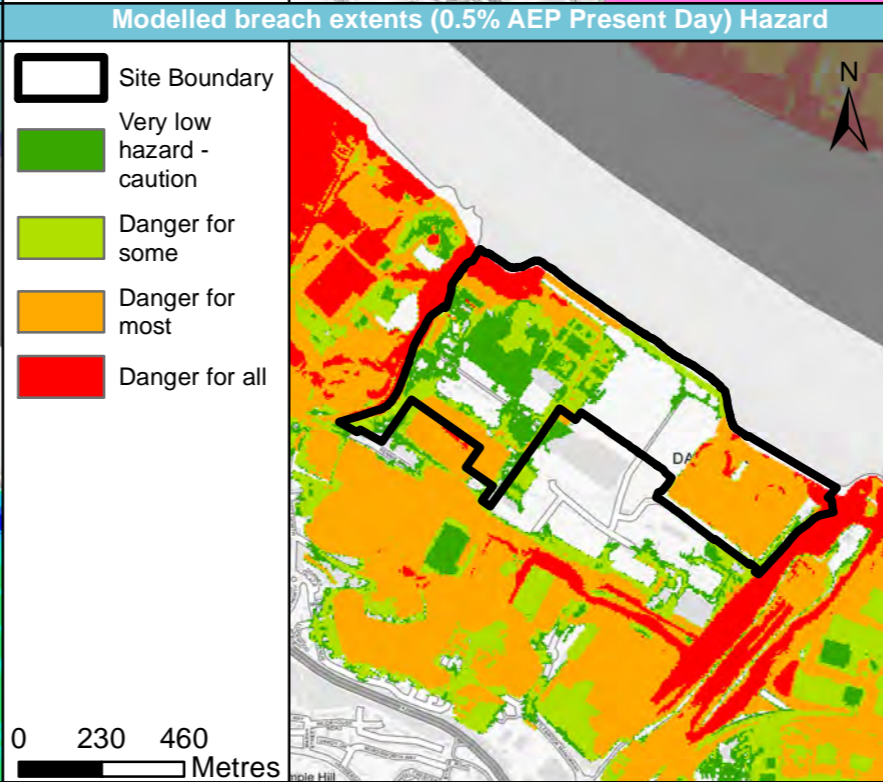 Modelled breach extents (0.5% AEP Present Day) Hazard
Site Boundary
Very low
hazard -
caution
Danger for
some
Danger for
most
Danger for all
0 230 460
Metres
N
DA
mple Hill